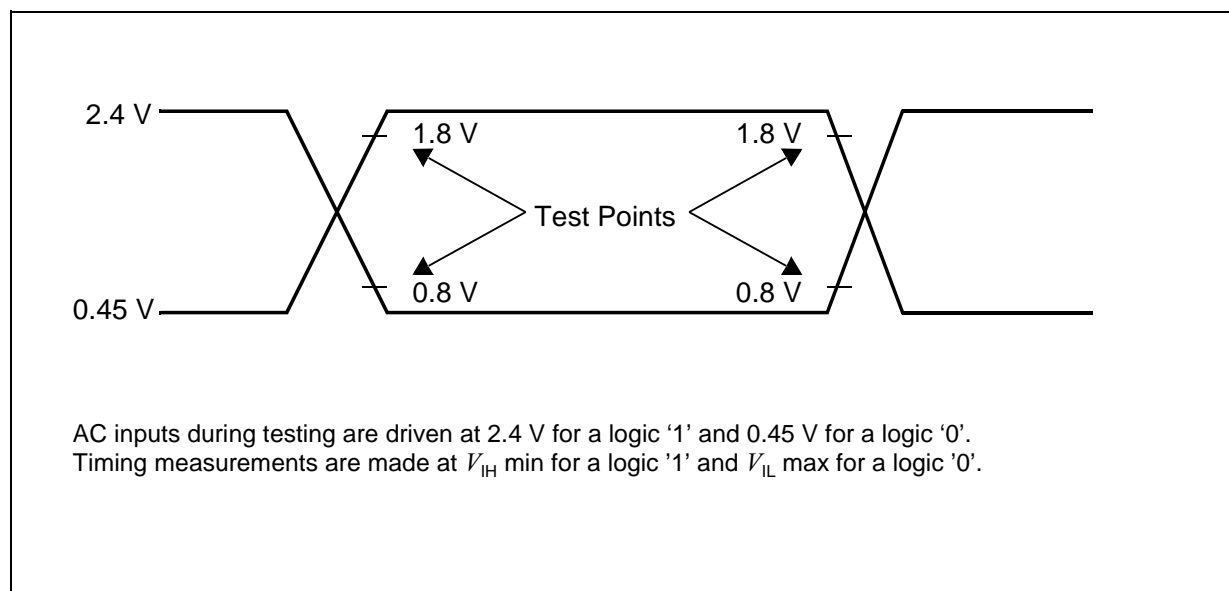 2.4 V
1.8 V
1.8 V
Test Points
0.45 V
0.8 V
0.8 V
AC inputs during testing are driven at 2.4 V for a logic ‘1’ and 0.45 V for a logic ‘0’.
Timing measurements are made at VIH min for a logic ’1’ and VIL max for a logic ’0’.